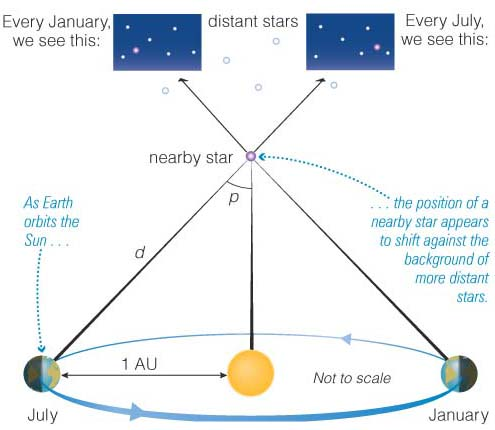 Every January,
we see this:
distant stars
Every July,
we see this:
nearby star
p
As Earth
orbits the
Sun . . .
. . . the position of a
nearby star appears
to shift against the
background of
more distant
stars.
d
1 AU
Not to scale
July
January